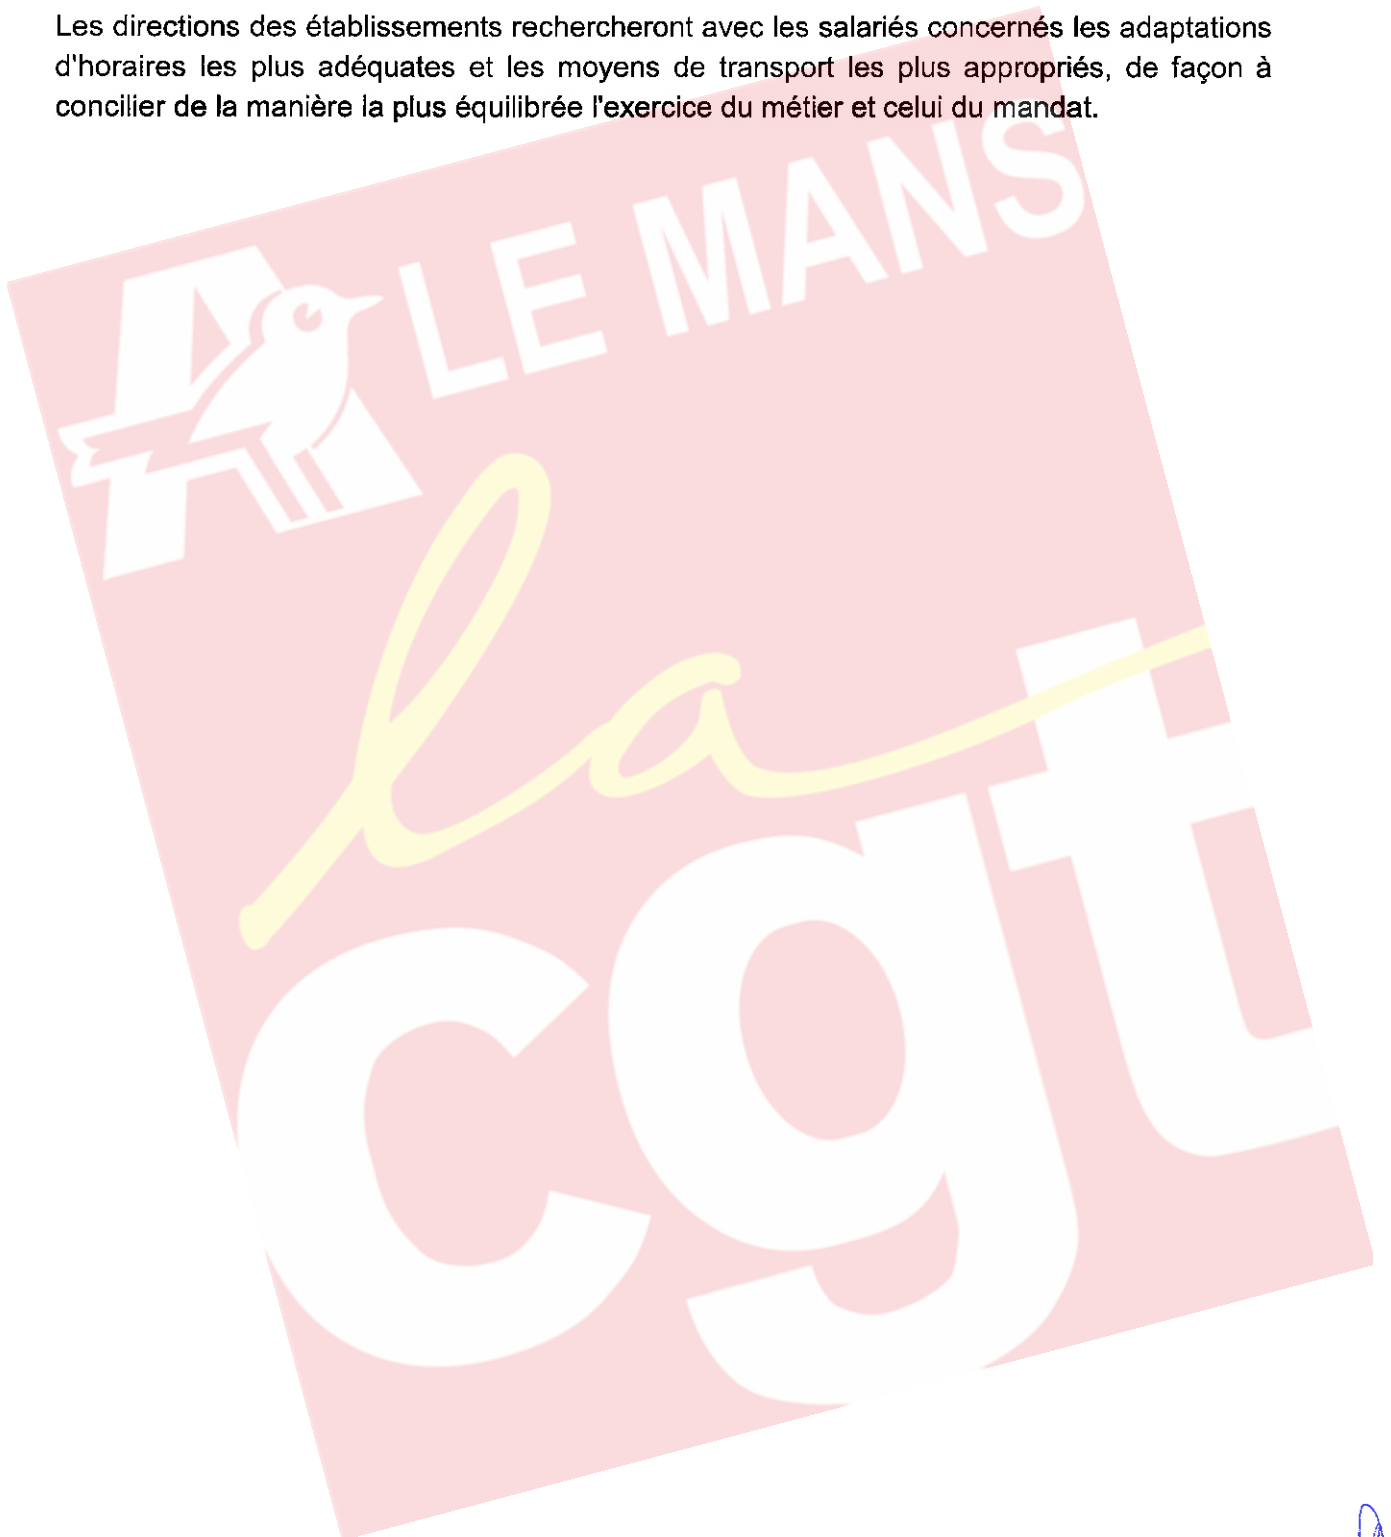 Les directions des établissements rechercheront avec les salariés concernés les adaptations
d'horaires les plus adéquates et les moyens de transport les plus appropriés, de façon à
concilier de la manière la plus équilibrée l'exercice du métier et celui du mandat.
LE MANS
la
cgt